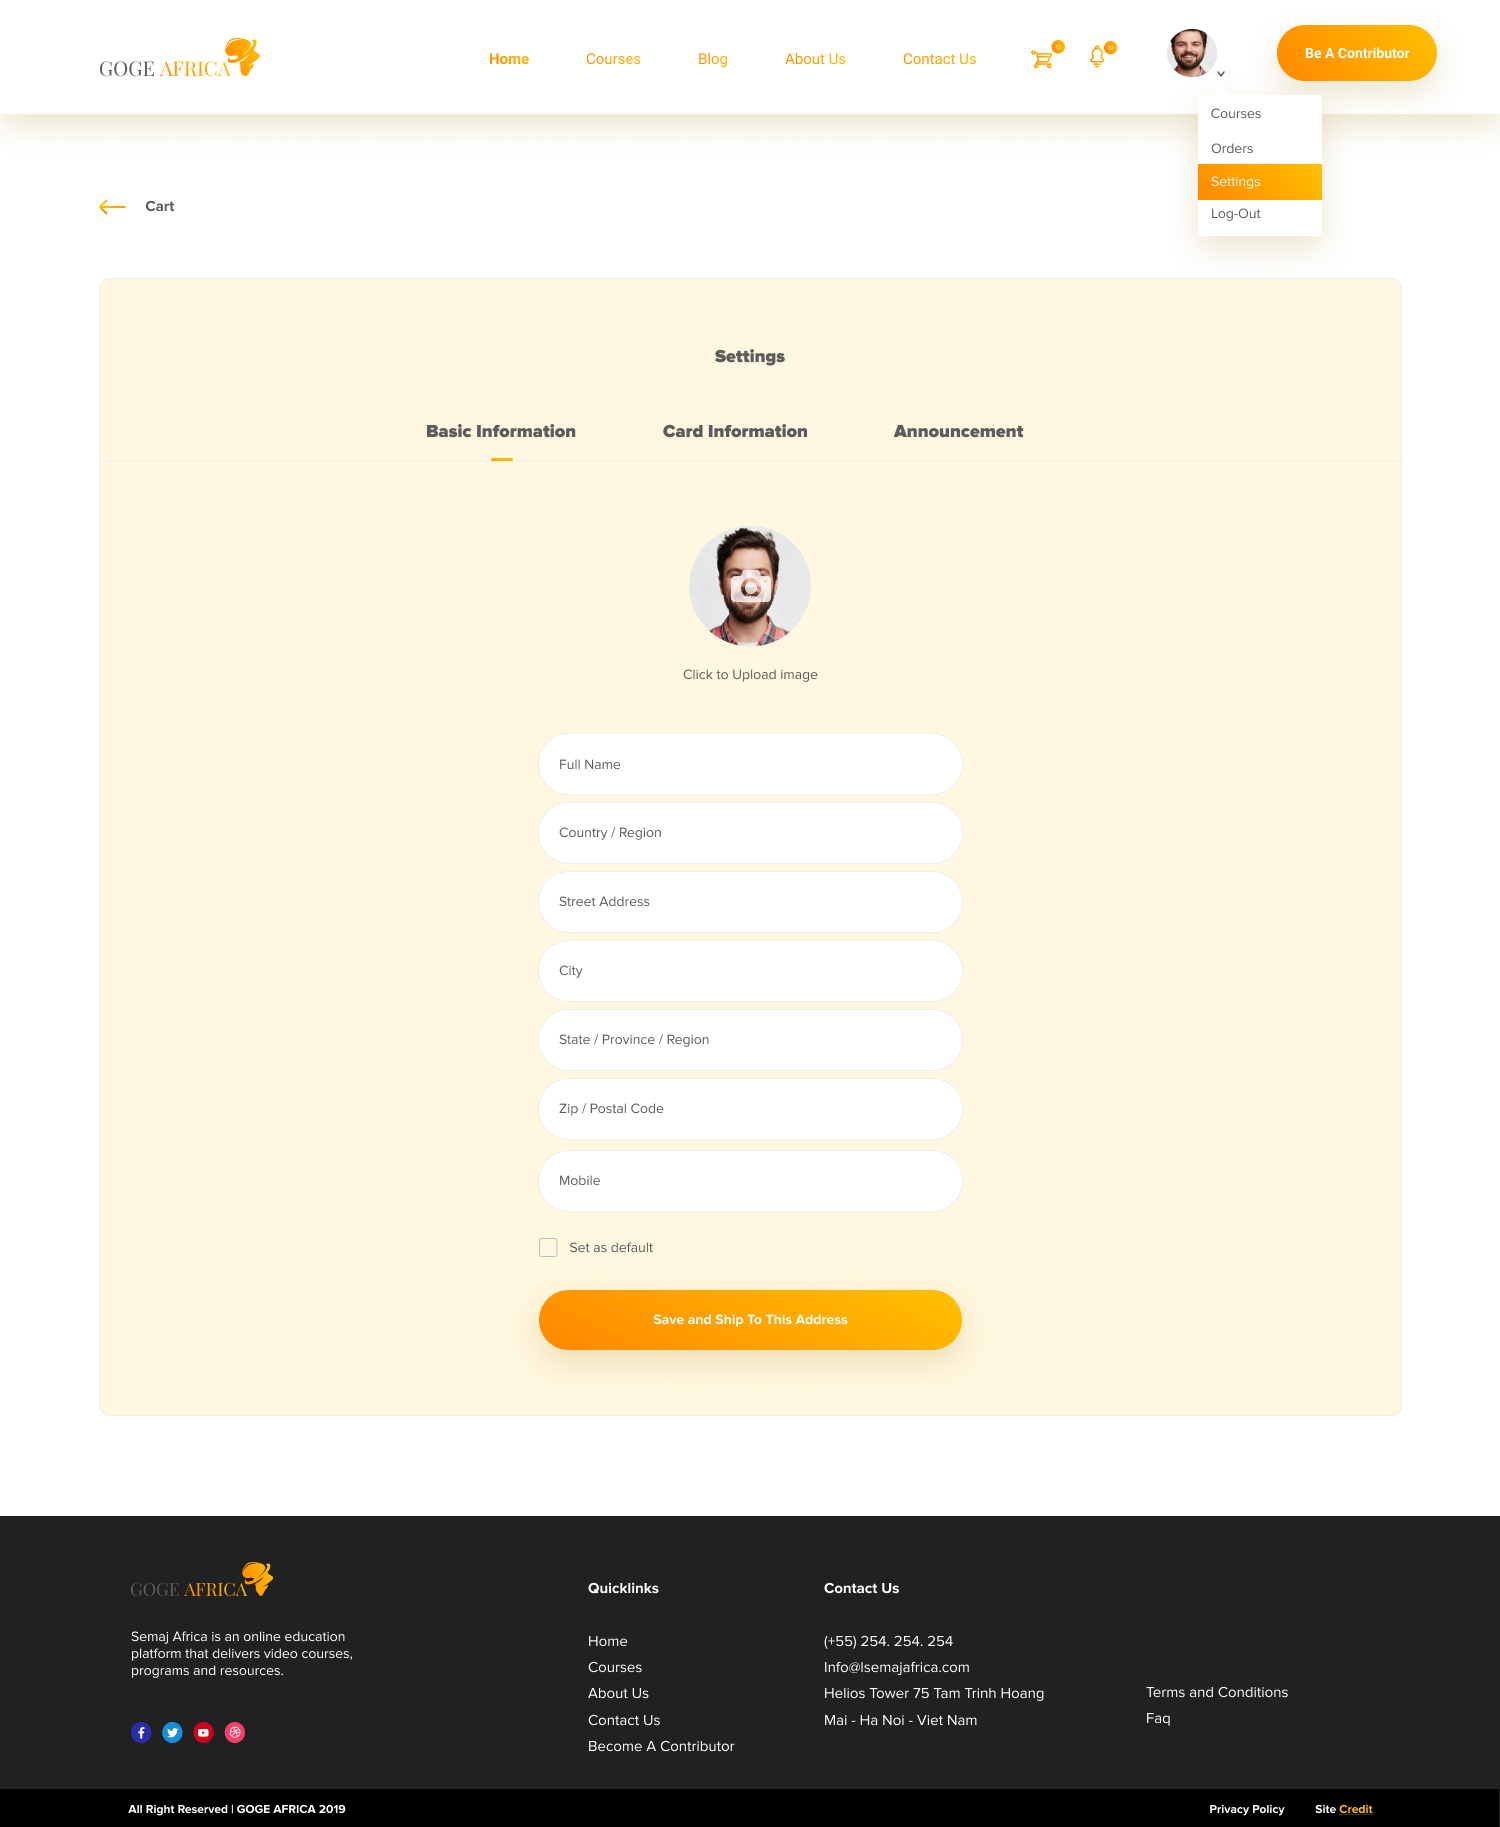 GOGE AFRICA
Home
Courses
Blog
About Us
Contact Us
Be A Contributor
Courses
Orders
Settings
Log-Out
Cart
Settings
Basic Information
Card Information
Announcement
Click to Upload image
Full Name
Country / Region
Street Address
City
State / Province / Region
Zip / Postal Code
Mobile
Set as default
Save and Ship To This Address
GOGE AFRICA
Semaj Africa is an online education
platform that delivers video courses,
programs and resources.
Quicklinks
Home
Courses
About Us
Contact Us
Become A Contributor
Contact Us
(+55) 254. 254. 254
Info@lsemajafrica.com
Helios Tower 75 Tam Trinh Hoang
Mai - Ha Noi - Viet Nam
Terms and Conditions
Faq
All Right Reserved | GOGE AFRICA 2019
Privacy Policy
Site Credit